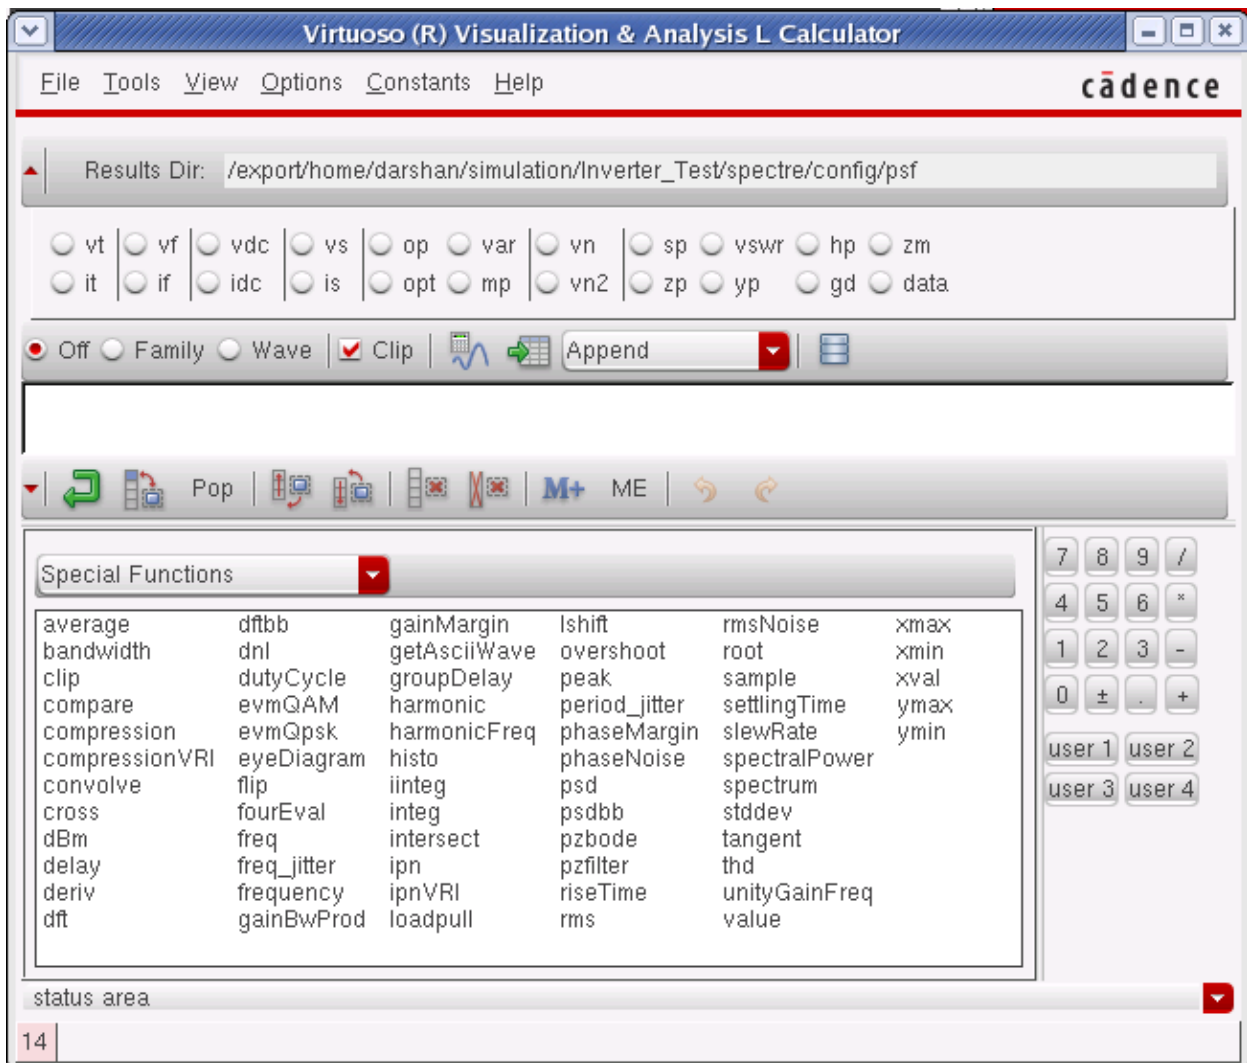 Virtuoso (R) Visualization & Analysis L Calculator
File Tools View Options Constants Help cādence
Results Dir: /export/home/darshan/simulation/Inverter_Test/spectre/config/psf
vt vf vdc vs op var vn sp vswr hp zm
it if idc is opt mp vn2 zp yp gd data
Off Family Wave Clip Append
Pop M+ ME
Special Functions
7 8 9 /
4 5 6 *
1 2 3 -
0 ± . +
user 1 user 2
user 3 user 4
average dftbb gainMargin lshift rmsNoise xmax
bandwidth dnl getAsciiWave overshoot root xmin
clip dutyCycle groupDelay peak sample xval
compare evmQAM harmonic period_jitter settlingTime ymax
compression evmQpsk harmonicFreq phaseMargin slewRate ymin
compressionVRI eyeDiagram histo phaseNoise spectralPower
convolve flip iinteg psd spectrum
cross fourEval integ psdbb stddev
dBm freq intersect pzbode tangent
delay freq_jitter ipn pzfilter thd
deriv frequency ipnVRI riseTime unityGainFreq
dft gainBwProd loadpull rms value
status area
14